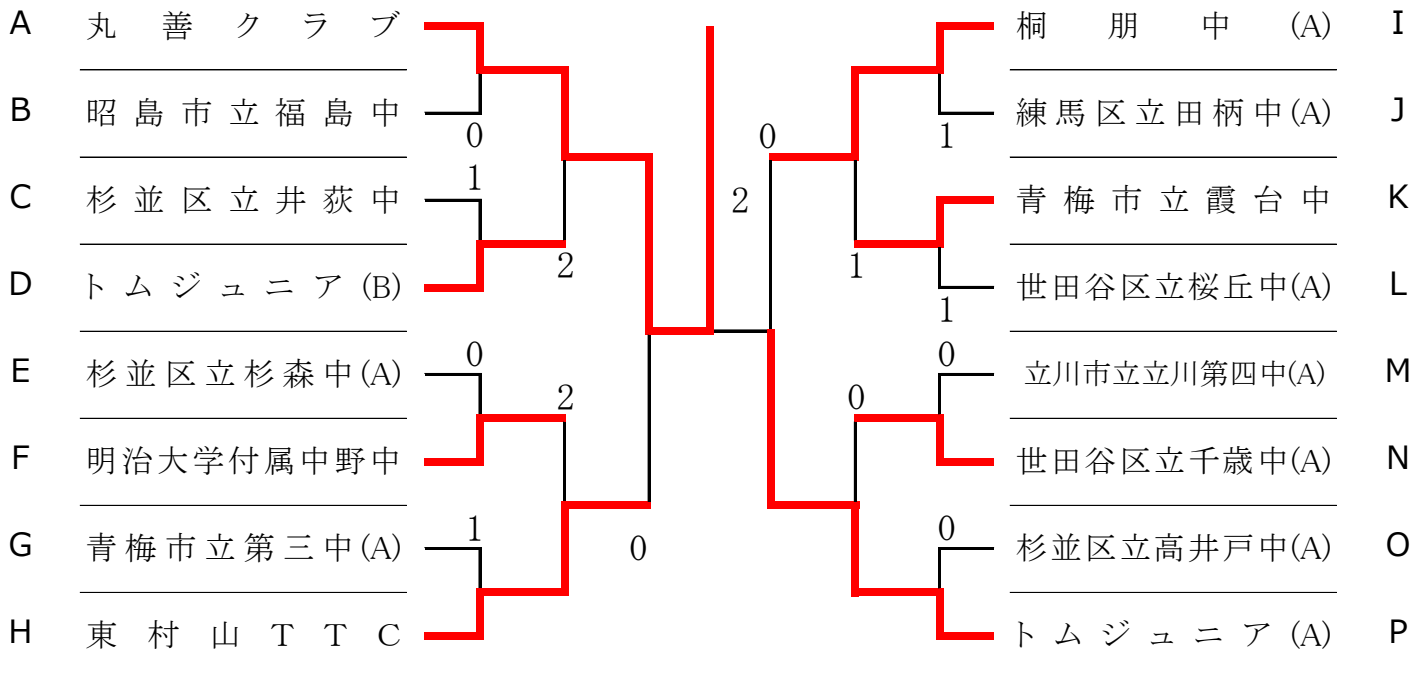 A 丸善クラブ
B 昭島市立福島中
0
1
C 杉並区立井荻中
D トムジュニア(B)
2
E 杉並区立杉森中(A)
0
2
F 明治大学付属中野中
G 青梅市立第三中(A)
1
0
H 東村山TTC
2
桐朋中(A) I
練馬区立田柄中(A) J
0
1
青梅市立霞台中 K
1
世田谷区立桜丘中(A) L
1
0
立川市立立川第四中(A) M
0
世田谷区立千歳中(A) N
0
杉並区立高井戸中(A) O
トムジュニア(A) P